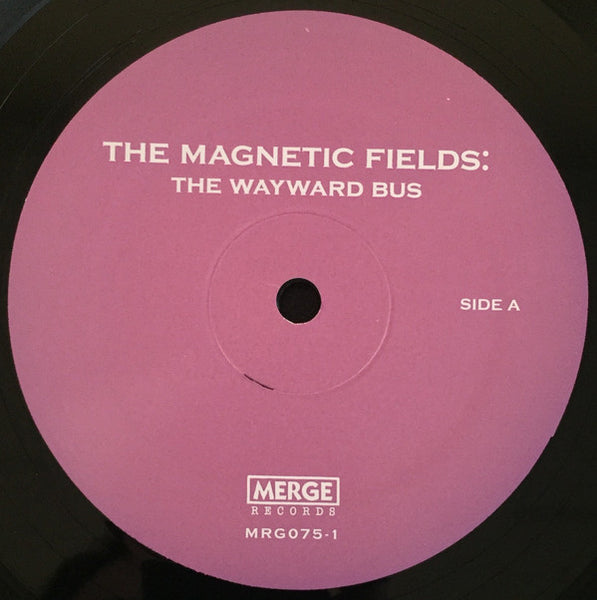 THE MAGNETIC FIELDS:
THE WAYWARD BUS
SIDE A
MERGE
RECORDS
MRG075-1